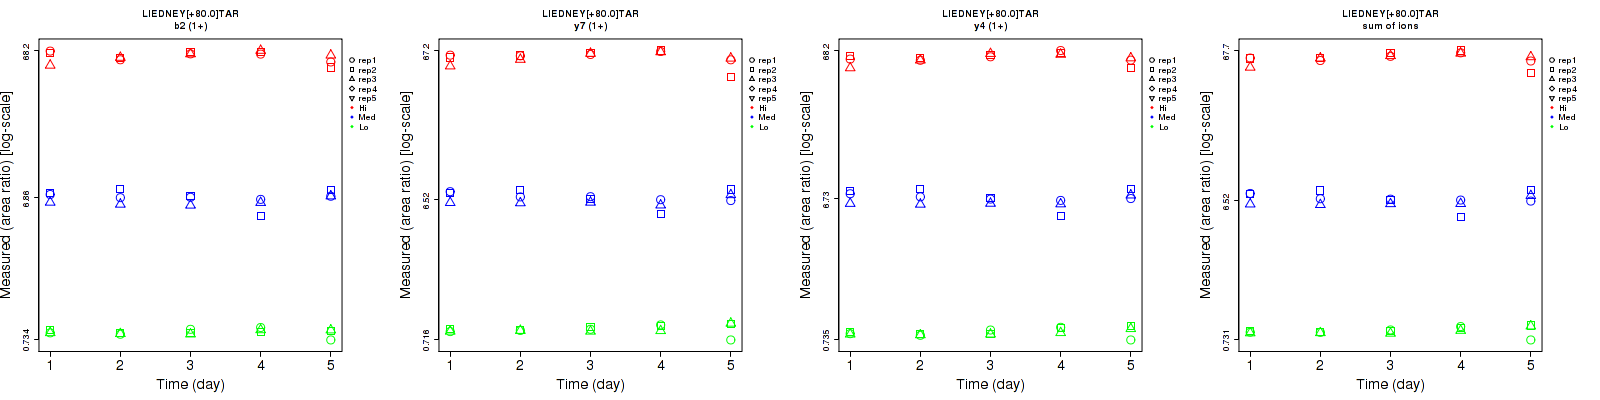 LIEDNEY[+80.0]TAR
b2 (1+)
Measured (area ratio) [log-scale]
68.2
6.86
0.734
1 2 3 4 5
Time (day)
rep1
rep2
rep3
rep4
rep5
Hi
Med
Lo
LIEDNEY[+80.0]TAR
y7 (1+)
Measured (area ratio) [log-scale]
67.2
6.52
0.716
1 2 3 4 5
Time (day)
rep1
rep2
rep3
rep4
rep5
Hi
Med
Lo
LIEDNEY[+80.0]TAR
y4 (1+)
Measured (area ratio) [log-scale]
68.2
6.73
0.735
1 2 3 4 5
Time (day)
rep1
rep2
rep3
rep4
rep5
Hi
Med
Lo
LIEDNEY[+80.0]TAR
sum of ions
Measured (area ratio) [log-scale]
67.7
6.52
0.731
1 2 3 4 5
Time (day)
rep1
rep2
rep3
rep4
rep5
Hi
Med
Lo